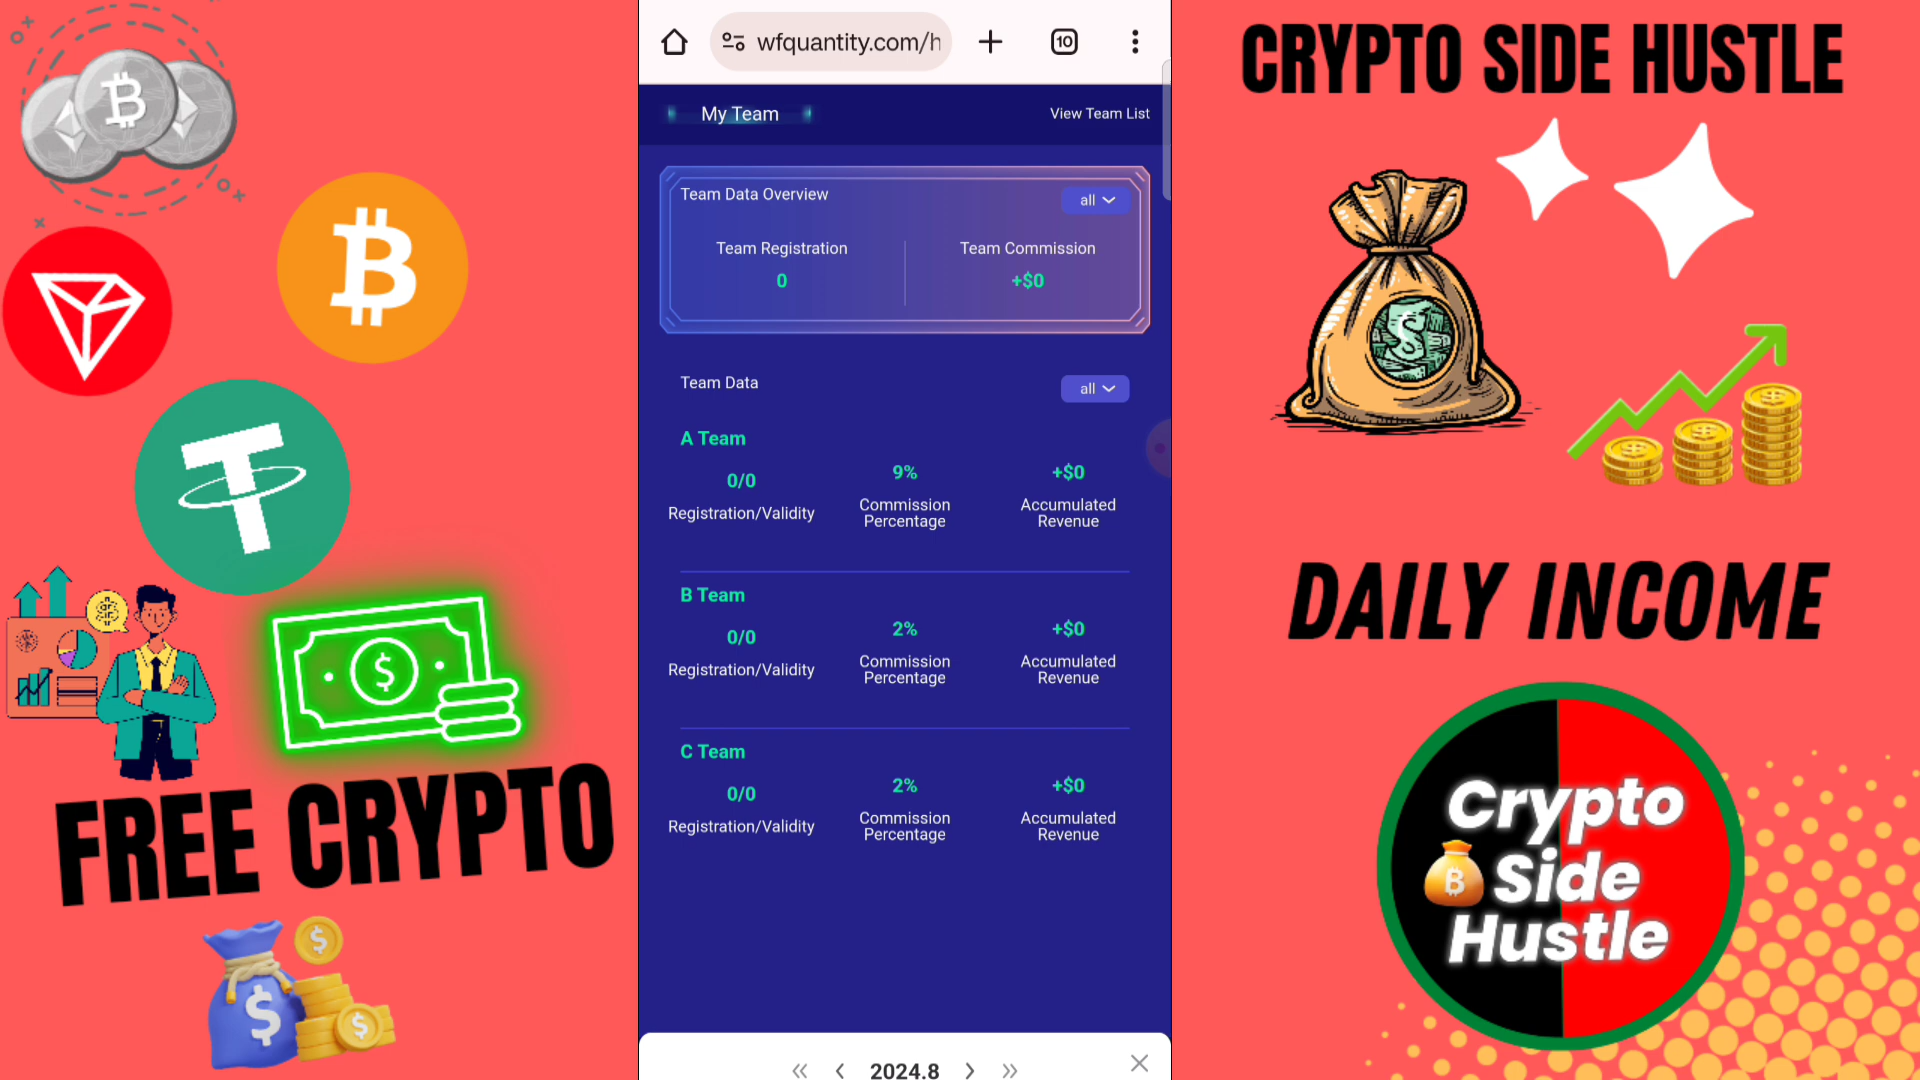 FREE CRYPTO
wfquantity.com/h
10
My Team
View Team List
Team Data Overview
all
Team Registration
Team Commission
0
+$0
Team Data
all
A Team
0/0
9%
+$0
Registration/Validity
Commission Percentage
Accumulated Revenue
B Team
0/0
2%
+$0
Registration/Validity
Commission Percentage
Accumulated Revenue
C Team
0/0
2%
+$0
Registration/Validity
Commission Percentage
Accumulated Revenue
2024.8
CRYPTO SIDE HUSTLE
DAILY INCOME
Crypto
Side
Hustle